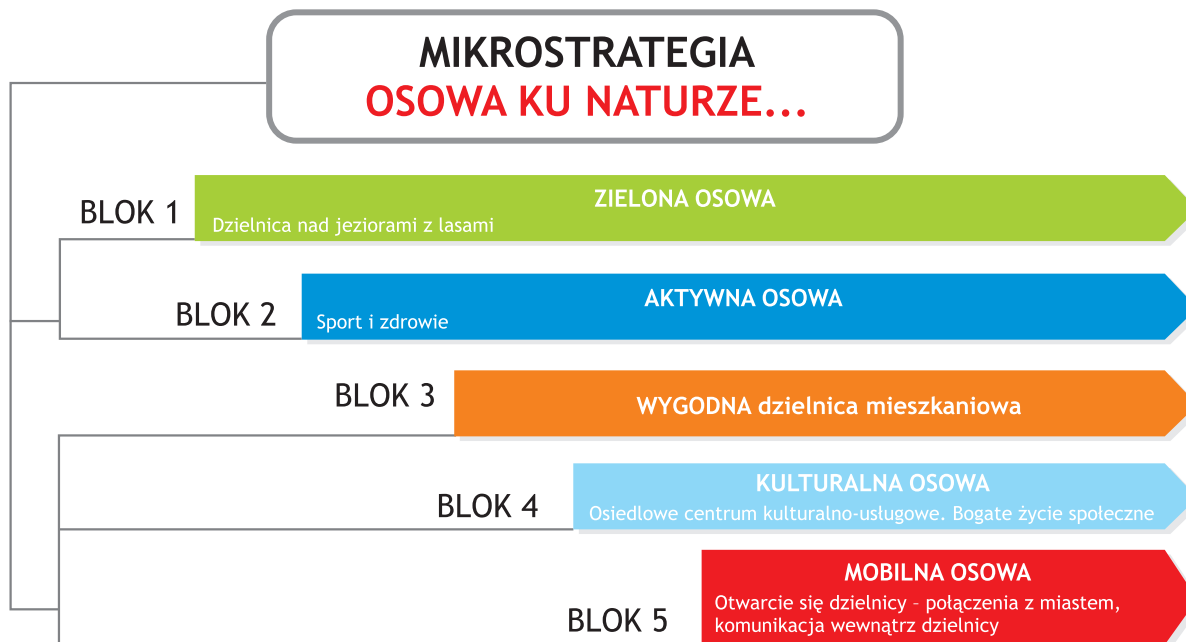 MIKROSTRATEGIA
OSOWA KU NATURZE...
BLOK 1
ZIELONA OSOWA
Dzielnica nad jeziorami z lasami
BLOK 2
AKTYWNA OSOWA
Sport i zdrowie
BLOK 3
WYGODNA dzielnica mieszkaniowa
BLOK 4
KULTURALNA OSOWA
Osiedlowe centrum kulturalno-usługowe. Bogate życie społeczne
BLOK 5
MOBILNA OSOWA
Otwarcie się dzielnicy - połączenia z miastem,
komunikacja wewnątrz dzielnicy